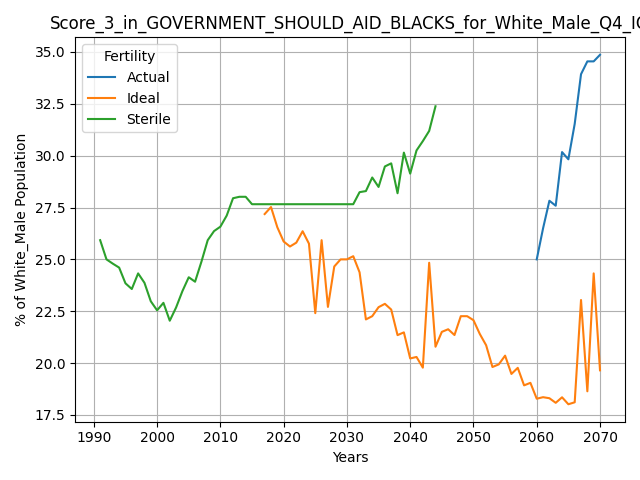 Score_3_in_GOVERNMENT_SHOULD_AID_BLACKS_for_White_Male_Q4_IC
Fertility
Actual
Ideal
Sterile
% of White_Male Population
35.0
32.5
30.0
27.5
25.0
22.5
20.0
17.5
1990 2000 2010 2020 2030 2040 2050 2060 2070
Years